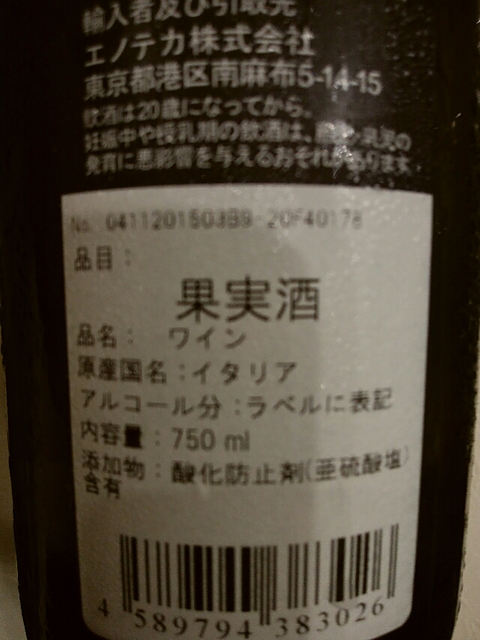 輸入者及び引取先
エノテカ株式会社
東京都港区南麻布5-14-15
飲酒は20歳になってから。
妊娠中や授乳期の飲酒は、胎児・乳児の
発育に悪影響を与えるおそれがあります
No. 0411201503B9-20F40178
品目：
果実酒
品名： ワイン
原産国名：イタリア
アルコール分：ラベルに表記
内容量：750 ml
添加物：酸化防止剤(亜硫酸塩)
含有
4 589794 383026